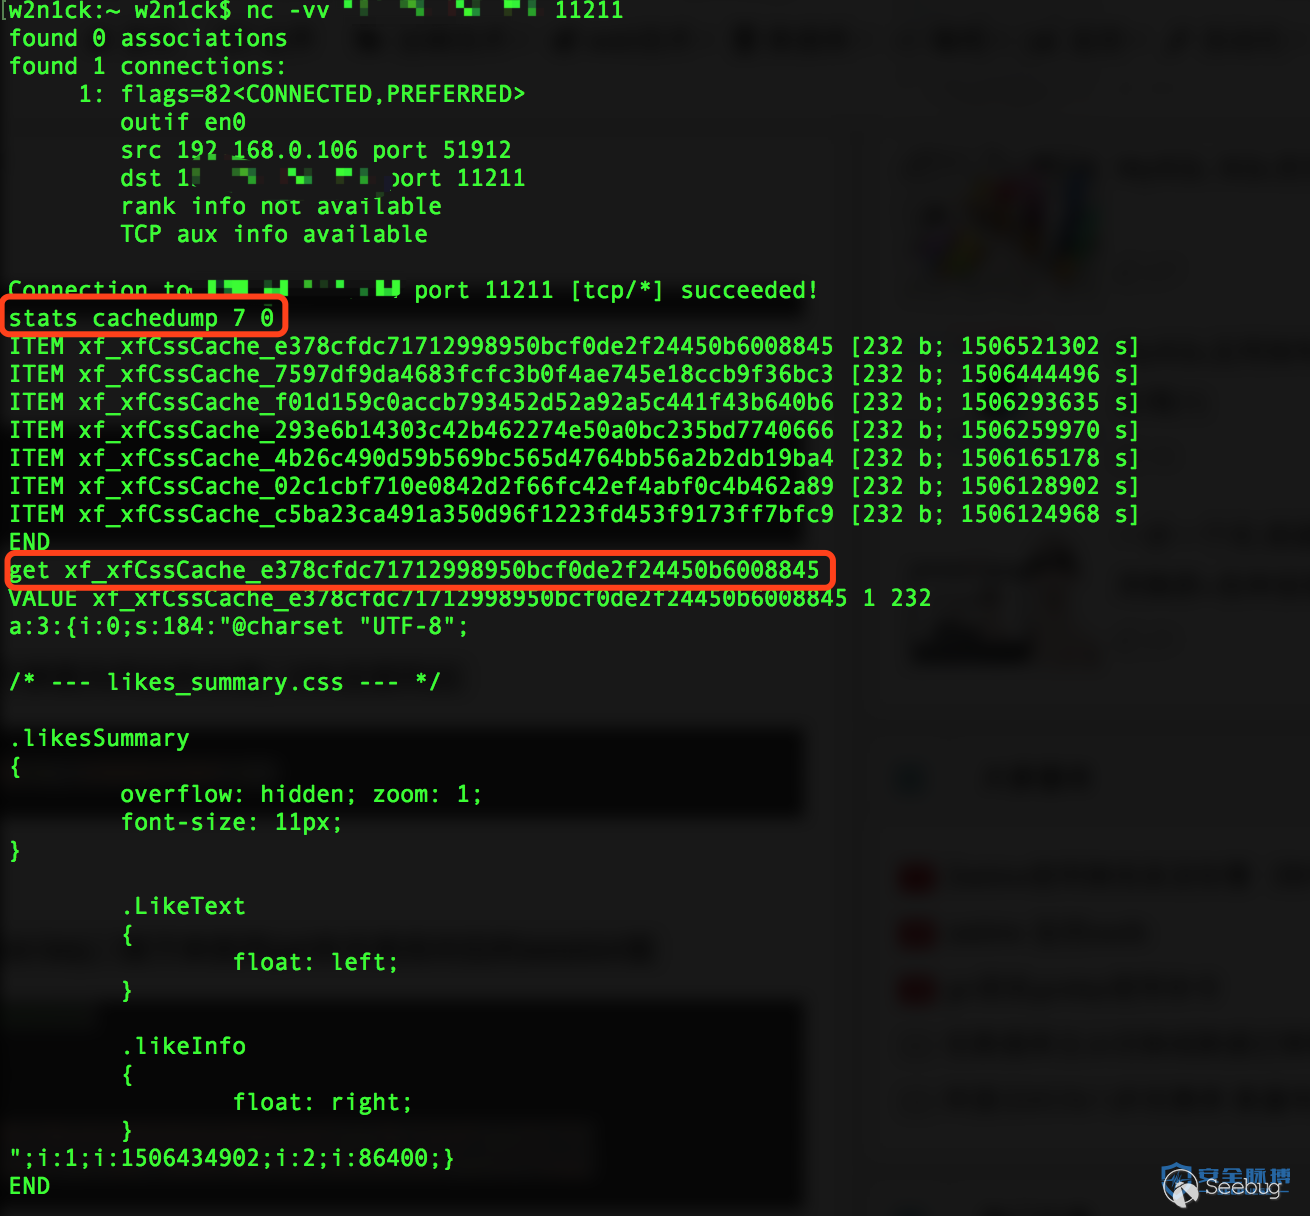 [w2n1ck:~ w2n1ck$ nc -vv 11211
found 0 associations
found 1 connections:
1: flags=82<CONNECTED,PREFERRED>
outif en0
src 192.168.0.106 port 51912
dst port 11211
rank info not available
TCP aux info available
Connection to port 11211 [tcp/*] succeeded!
stats cachedump 7 0
ITEM xf_xfCssCache_e378cfdc71712998950bcf0de2f24450b6008845 [232 b; 1506521302 s]
ITEM xf_xfCssCache_7597df9da4683fcfc3b0f4ae745e18ccb9f36bc3 [232 b; 1506444496 s]
ITEM xf_xfCssCache_f01d159c0accb793452d52a92a5c441f43b640b6 [232 b; 1506293635 s]
ITEM xf_xfCssCache_293e6b14303c42b462274e50a0bc235bd7740666 [232 b; 1506259970 s]
ITEM xf_xfCssCache_4b26c490d59b569bc565d4764bb56a2b2db19ba4 [232 b; 1506165178 s]
ITEM xf_xfCssCache_02c1cbf710e0842d2f66fc42ef4abf0c4b462a89 [232 b; 1506128902 s]
ITEM xf_xfCssCache_c5ba23ca491a350d96f1223fd453f9173ff7bfc9 [232 b; 1506124968 s]
END
get xf_xfCssCache_e378cfdc71712998950bcf0de2f24450b6008845
VALUE xf_xfCssCache_e378cfdc71712998950bcf0de2f24450b6008845 1 232
a:3:{i:0;s:184:"@charset "UTF-8";
/* --- likes_summary.css --- */
.likesSummary
{
overflow: hidden; zoom: 1;
font-size: 11px;
}
.LikeText
{
float: left;
}
.likeInfo
{
float: right;
}
";i:1;i:1506434902;i:2;i:86400;}
END
安全脉搏
Seebug